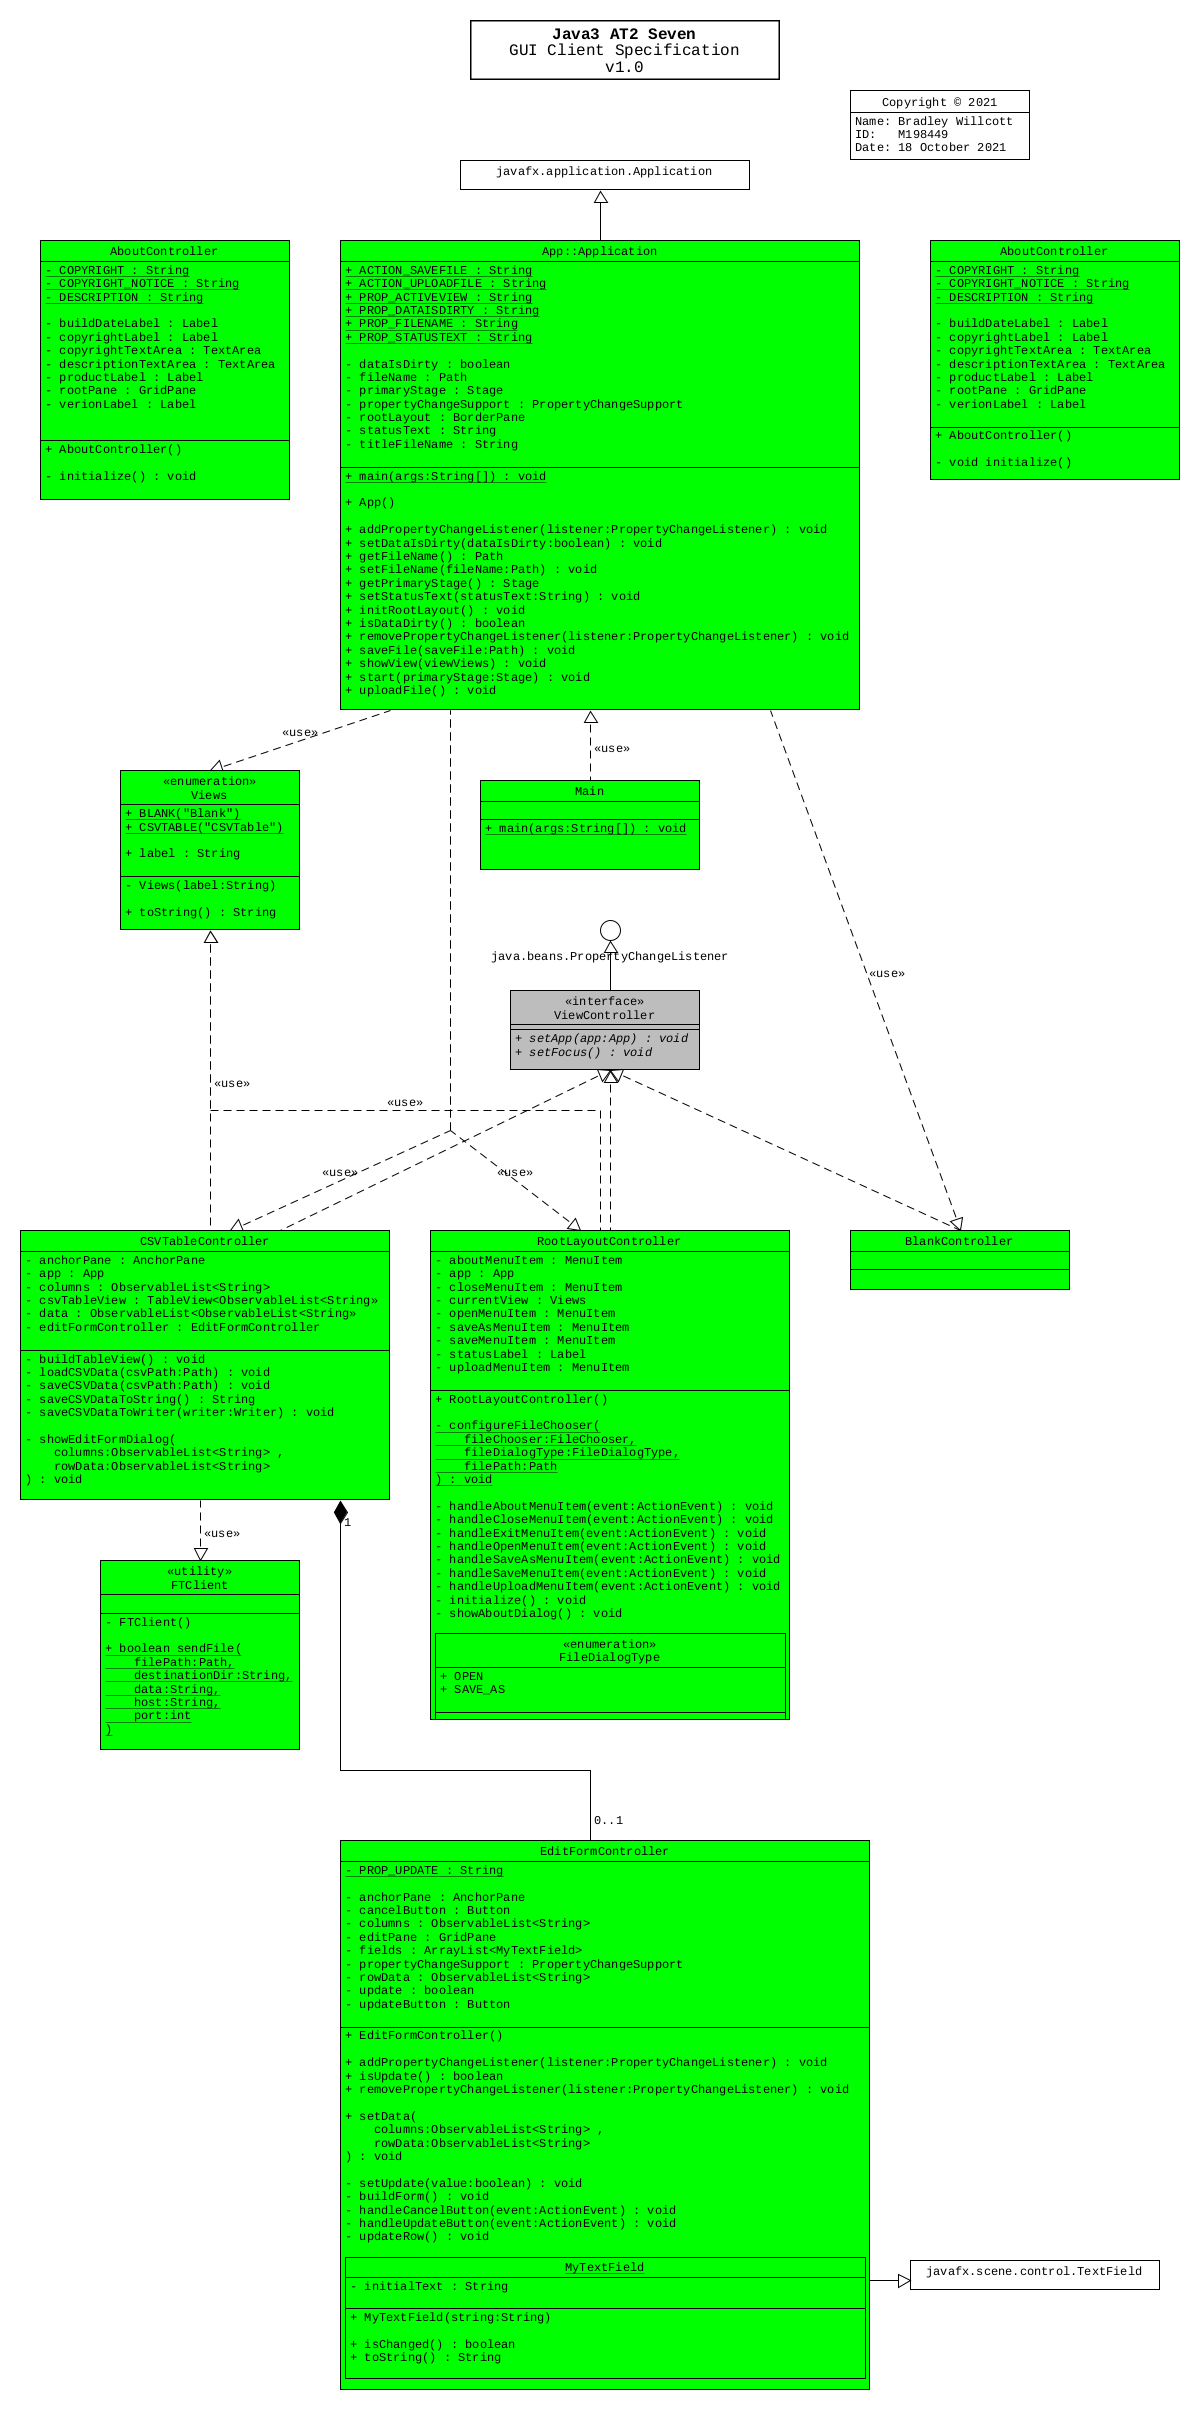 Java3 AT2 Seven
GUI Client Specification
v1.0
Copyright © 2021
Name: Bradley Willcott
ID:   M198449
Date: 18 October 2021
javafx.application.Application
AboutController
- COPYRIGHT : String
- COPYRIGHT_NOTICE : String
- DESCRIPTION : String
- buildDateLabel : Label
- copyrightLabel : Label
- copyrightTextArea : TextArea
- descriptionTextArea : TextArea
- productLabel : Label
- rootPane : GridPane
- verionLabel : Label
+ AboutController()
- initialize() : void
App::Application
+ ACTION_SAVEFILE : String
+ ACTION_UPLOADFILE : String
+ PROP_ACTIVEVIEW : String
+ PROP_DATAISDIRTY : String
+ PROP_FILENAME : String
+ PROP_STATUSTEXT : String
- dataIsDirty : boolean
- fileName : Path
- primaryStage : Stage
- propertyChangeSupport : PropertyChangeSupport
- rootLayout : BorderPane
- statusText : String
- titleFileName : String
+ main(args:String[]) : void
+ App()
+ addPropertyChangeListener(listener:PropertyChangeListener) : void
+ setDataIsDirty(dataIsDirty:boolean) : void
+ getFileName() : Path
+ setFileName(fileName:Path) : void
+ getPrimaryStage() : Stage
+ setStatusText(statusText:String) : void
+ initRootLayout() : void
+ isDataDirty() : boolean
+ removePropertyChangeListener(listener:PropertyChangeListener) : void
+ saveFile(saveFile:Path) : void
+ showView(viewViews) : void
+ start(primaryStage:Stage) : void
+ uploadFile() : void
AboutController
- COPYRIGHT : String
- COPYRIGHT_NOTICE : String
- DESCRIPTION : String
- buildDateLabel : Label
- copyrightLabel : Label
- copyrightTextArea : TextArea
- descriptionTextArea : TextArea
- productLabel : Label
- rootPane : GridPane
- verionLabel : Label
+ AboutController()
- void initialize()
«use»
«use»
«enumeration»
Views
+ BLANK("Blank")
+ CSVTABLE("CSVTable")
+ label : String
- Views(label:String)
+ toString() : String
Main
+ main(args:String[]) : void
java.beans.PropertyChangeListener
«use»
«interface»
ViewController
+ setApp(app:App) : void
+ setFocus() : void
«use»
«use»
«use»
«use»
CSVTableController
- anchorPane : AnchorPane
- app : App
- columns : ObservableList<String>
- csvTableView : TableView<ObservableList<String>
- data : ObservableList<ObservableList<String>
- editFormController : EditFormController
- buildTableView() : void
- loadCSVData(csvPath:Path) : void
- saveCSVData(csvPath:Path) : void
- saveCSVDataToString() : String
- saveCSVDataToWriter(writer:Writer) : void
- showEditFormDialog(
    columns:ObservableList<String> ,
    rowData:ObservableList<String>
) : void
RootLayoutController
- aboutMenuItem : MenuItem
- app : App
- closeMenuItem : MenuItem
- currentView : Views
- openMenuItem : MenuItem
- saveAsMenuItem : MenuItem
- saveMenuItem : MenuItem
- statusLabel : Label
- uploadMenuItem : MenuItem
+ RootLayoutController()
- configureFileChooser(
    fileChooser:FileChooser,
    fileDialogType:FileDialogType,
    filePath:Path
) : void
- handleAboutMenuItem(event:ActionEvent) : void
- handleCloseMenuItem(event:ActionEvent) : void
- handleExitMenuItem(event:ActionEvent) : void
- handleOpenMenuItem(event:ActionEvent) : void
- handleSaveAsMenuItem(event:ActionEvent) : void
- handleSaveMenuItem(event:ActionEvent) : void
- handleUploadMenuItem(event:ActionEvent) : void
- initialize() : void
- showAboutDialog() : void
«enumeration»
FileDialogType
+ OPEN
+ SAVE_AS
BlankController
«use»
1
«utility»
FTClient
- FTClient()
+ boolean sendFile(
    filePath:Path,
    destinationDir:String,
    data:String,
    host:String,
    port:int
)
0..1
EditFormController
- PROP_UPDATE : String
- anchorPane : AnchorPane
- cancelButton : Button
- columns : ObservableList<String>
- editPane : GridPane
- fields : ArrayList<MyTextField>
- propertyChangeSupport : PropertyChangeSupport
- rowData : ObservableList<String>
- update : boolean
- updateButton : Button
+ EditFormController()
+ addPropertyChangeListener(listener:PropertyChangeListener) : void
+ isUpdate() : boolean
+ removePropertyChangeListener(listener:PropertyChangeListener) : void
+ setData(
    columns:ObservableList<String> ,
    rowData:ObservableList<String>
) : void
- setUpdate(value:boolean) : void
- buildForm() : void
- handleCancelButton(event:ActionEvent) : void
- handleUpdateButton(event:ActionEvent) : void
- updateRow() : void
MyTextField
- initialText : String
+ MyTextField(string:String)
+ isChanged() : boolean
+ toString() : String
javafx.scene.control.TextField